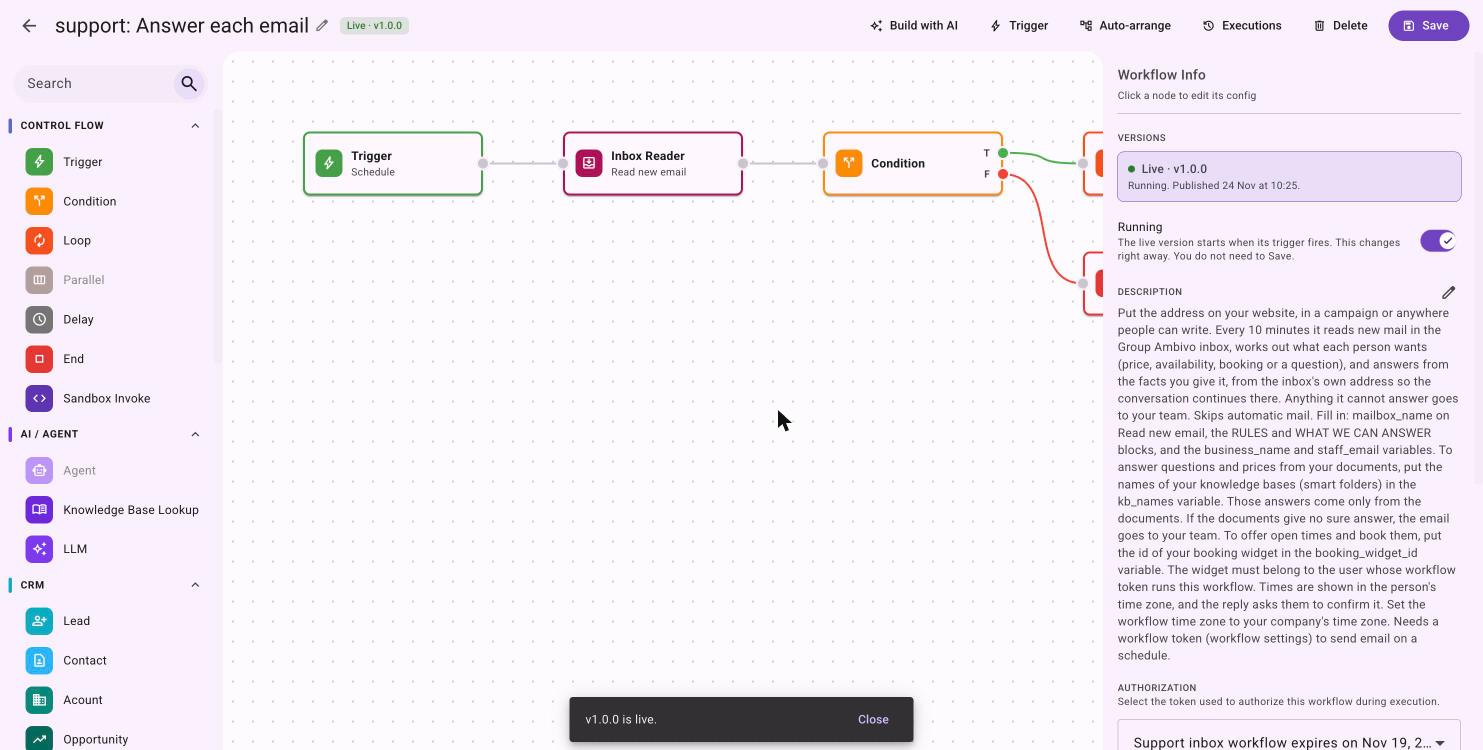 support: Answer each email
Live · v1.0.0
Build with AI
Trigger
Auto-arrange
Executions
Delete
Save
Search
CONTROL FLOW
Trigger
Condition
Loop
Parallel
Delay
End
Sandbox Invoke
AI / AGENT
Agent
Knowledge Base Lookup
LLM
CRM
Lead
Contact
Acount
Opportunity
Trigger
Schedule
Inbox Reader
Read new email
Condition
T
F
v1.0.0 is live.
Close
Workflow Info
Click a node to edit its config
VERSIONS
Live · v1.0.0
Running. Published 24 Nov at 10:25.
Running
The live version starts when its trigger fires. This changes
right away. You do not need to Save.
DESCRIPTION
Put the address on your website, in a campaign or anywhere
people can write. Every 10 minutes it reads new mail in the
Group Ambivo inbox, works out what each person wants
(price, availability, booking or a question), and answers from
the facts you give it, from the inbox's own address so the
conversation continues there. Anything it cannot answer goes
to your team. Skips automatic mail. Fill in: mailbox_name on
Read new email, the RULES and WHAT WE CAN ANSWER
blocks, and the business_name and staff_email variables. To
answer questions and prices from your documents, put the
names of your knowledge bases (smart folders) in the
kb_names variable. Those answers come only from the
documents. If the documents give no sure answer, the email
goes to your team. To offer open times and book them, put
the id of your booking widget in the booking_widget_id
variable. The widget must belong to the user whose workflow
token runs this workflow. Times are shown in the person's
time zone, and the reply asks them to confirm it. Set the
workflow time zone to your company's time zone. Needs a
workflow token (workflow settings) to send email on a
schedule.
AUTHORIZATION
Select the token used to authorize this workflow during execution.
Support inbox workflow expires on Nov 19, 2...